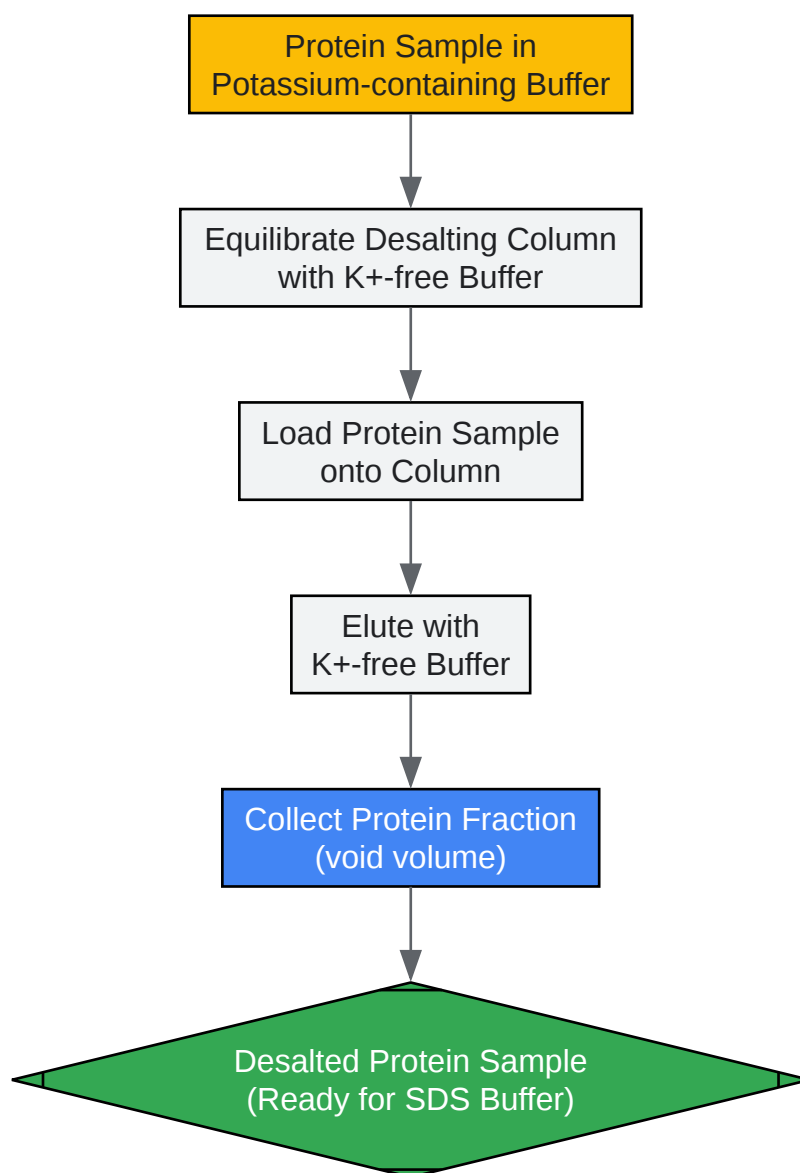 Protein Sample in
Potassium-containing Buffer
Equilibrate Desalting Column
with K+-free Buffer
Load Protein Sample
onto Column
Elute with
K+-free Buffer
Collect Protein Fraction
(void volume)
Desalted Protein Sample
(Ready for SDS Buffer)